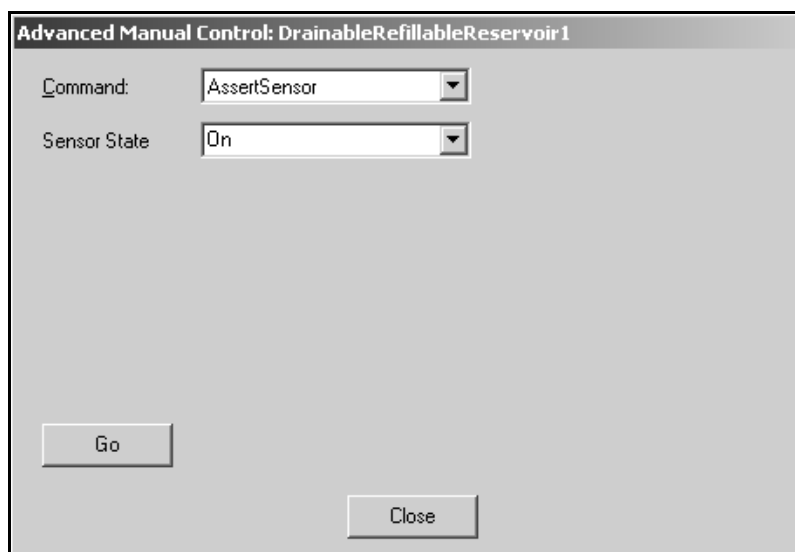 Advanced Manual Control: DrainableRefillableReservoir1
Command: AssertSensor
Sensor State On
Go
Close